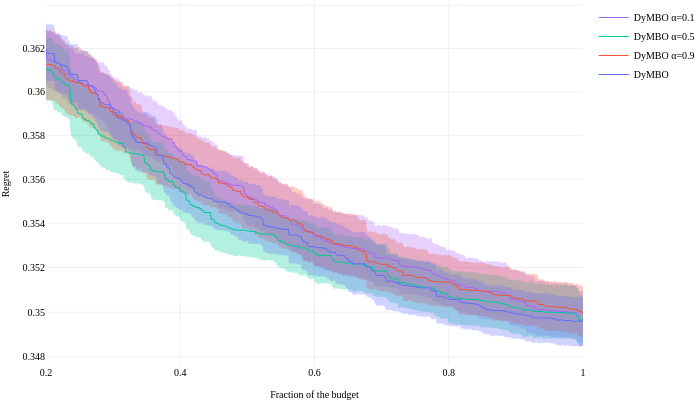 DyMBO α=0.1
DyMBO α=0.5
DyMBO α=0.9
DyMBO
Regret
0.362
0.36
0.358
0.356
0.354
0.352
0.35
0.348
0.2
0.4
0.6
0.8
1
Fraction of the budget